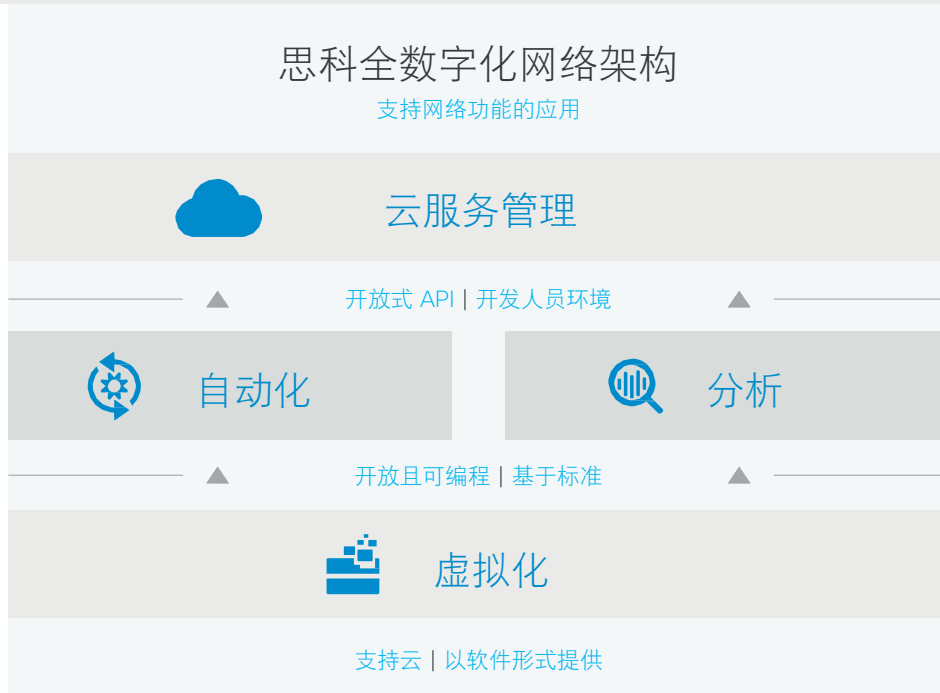 思科全数字化网络架构
支持网络功能的应用
云服务管理
开放式 API | 开发人员环境
自动化
分析
开放且可编程 | 基于标准
虚拟化
支持云 | 以软件形式提供